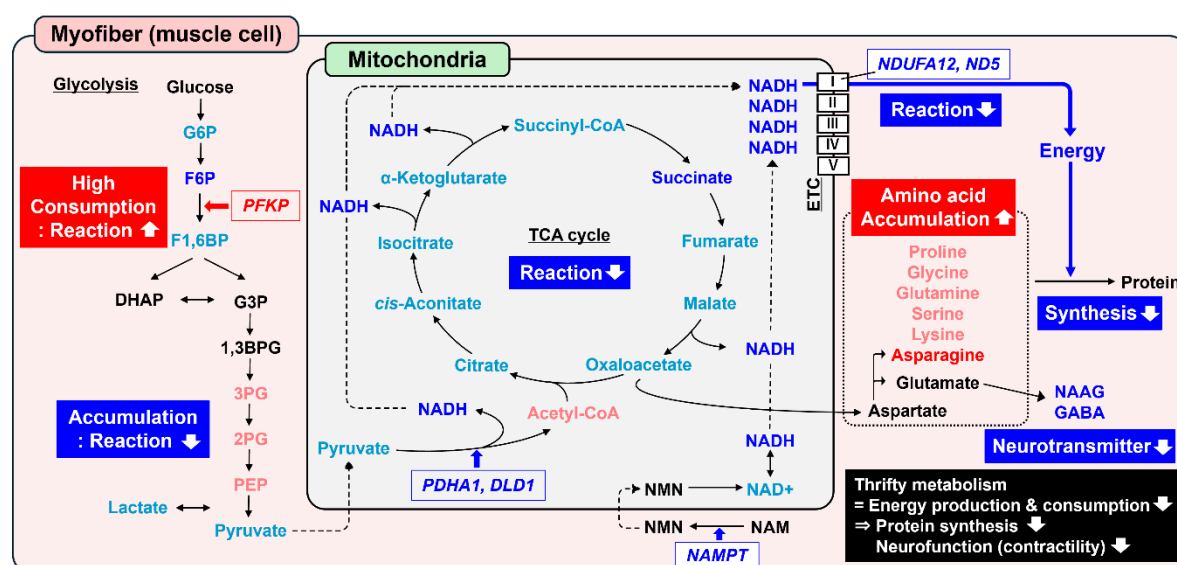 Myofiber (muscle cell)
Glycolysis
Glucose
G6P
F6P
High
Consumption
: Reaction
PFKP
F1,6BP
DHAP
G3P
1,3BPG
3PG
Accumulation
: Reaction
2PG
PEP
Lactate
Pyruvate
Mitochondria
NADH
NADH
NADH
NADH
NADH
NADH
Succinyl-CoA
α-Ketoglutarate
Succinate
Isocitrate
TCA cycle
Reaction
Fumarate
cis-Aconitate
Malate
Citrate
Oxaloacetate
NADH
NADH
Acetyl-CoA
Pyruvate
PDHA1, DLD1
NADH
NAD+
NMN
NMN
NAM
NAMPT
I
II
III
IV
V
ETC
NDUFA12, ND5
Reaction
Energy
Amino acid
Accumulation
Proline
Glycine
Glutamine
Serine
Lysine
Asparagine
Glutamate
Aspartate
Protein
Synthesis
NAAG
GABA
Neurotransmitter
Thrifty metabolism
= Energy production & consumption
⇒ Protein synthesis
Neurofunction (contractility)